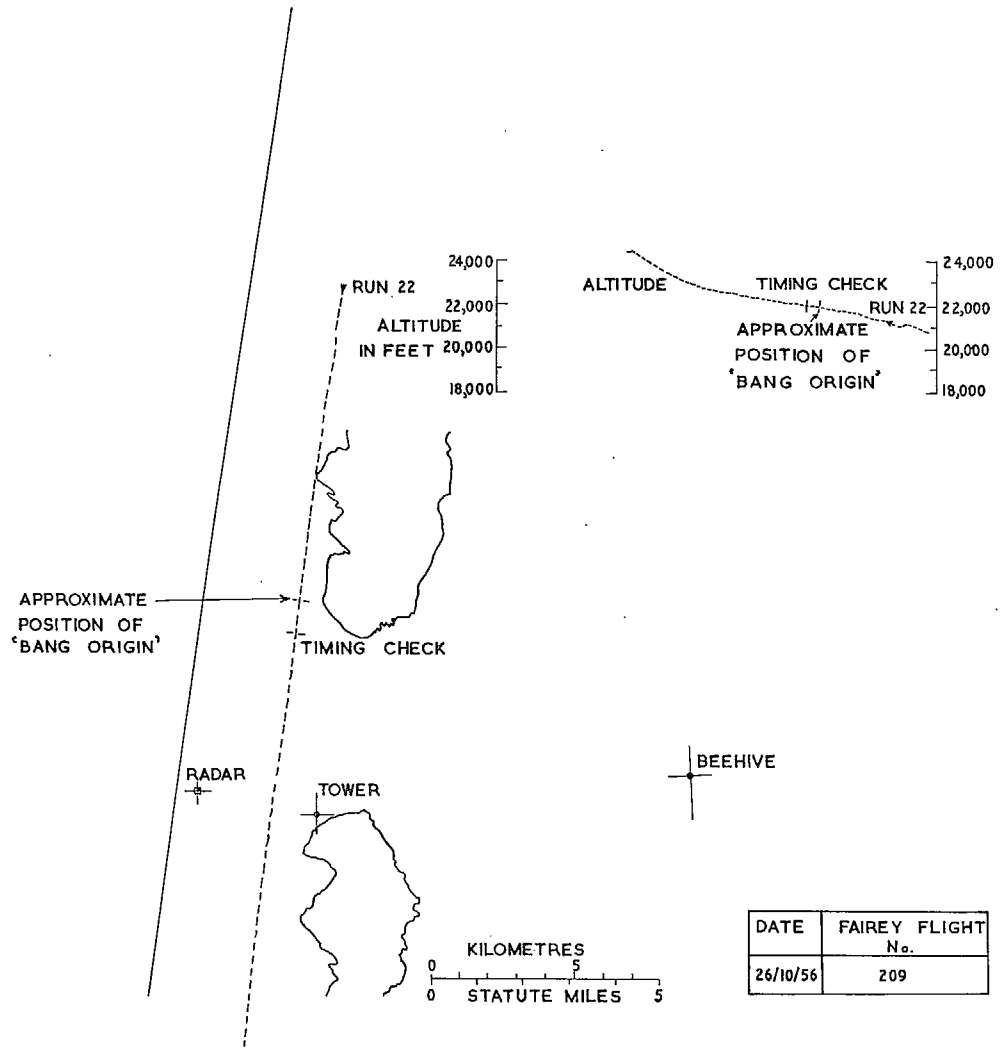 24,000
RUN 22
22,000
ALTITUDE
IN FEET 20,000
18,000
ALTITUDE
TIMING CHECK
RUN 22
APPROXIMATE
POSITION OF
'BANG ORIGIN'
24,000
22,000
20,000
18,000
APPROXIMATE
POSITION OF
'BANG ORIGIN'
TIMING CHECK
RADAR
TOWER
BEEHIVE
KILOMETRES
0 5
0 STATUTE MILES 5
DATE FAIREY FLIGHT
No.
26/10/56 209